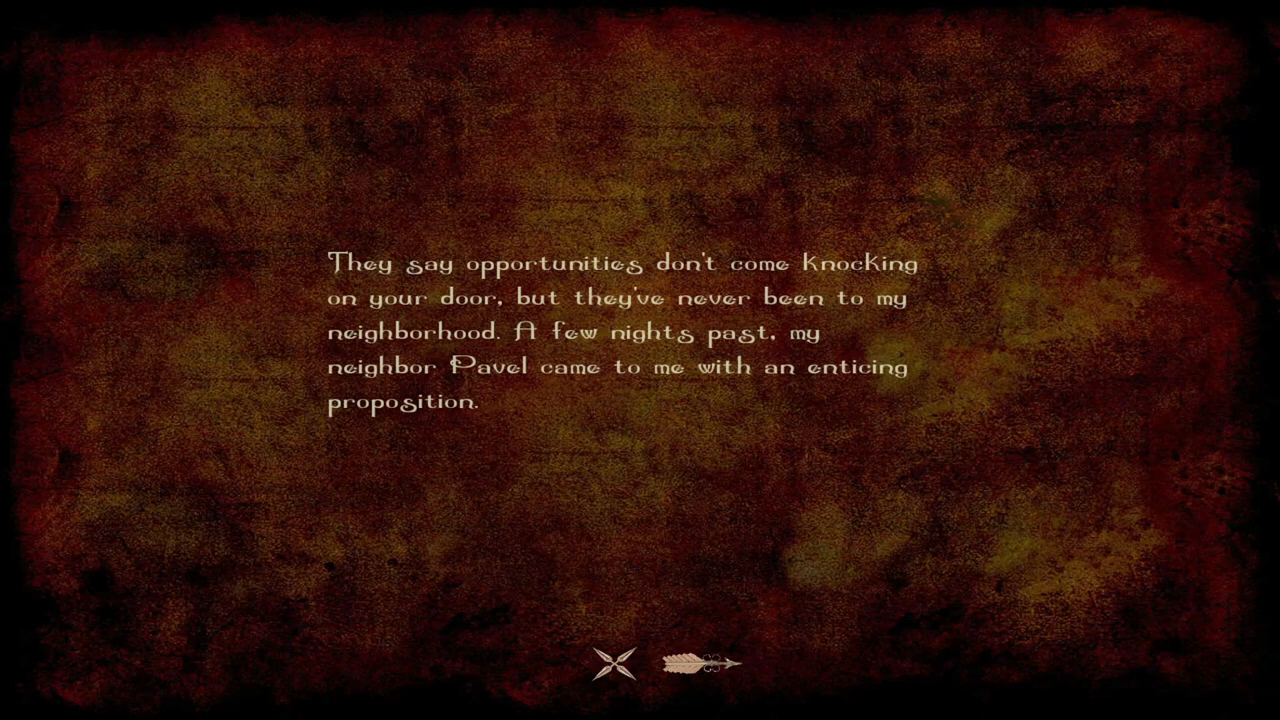 They say opportunities don't come knocking
on your door, but they've never been to my
neighborhood. A few nights past, my
neighbor Pavel came to me with an enticing
proposition.